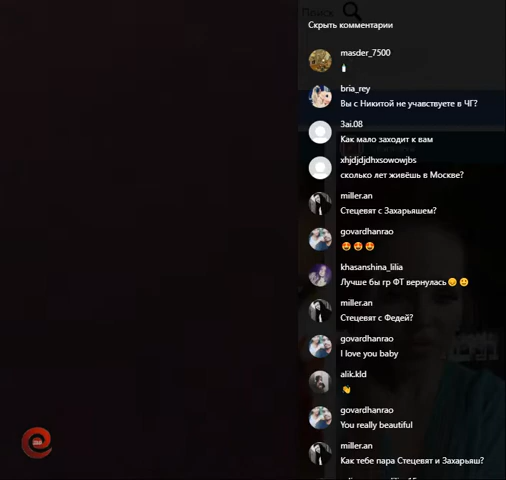 Поиск
Скрыть комментарии
masder_7500
🍼
bria_rey
Вы с Никитой не учавствуете в ЧГ?
3ai.08
Как мало заходит к вам
xhjdjdjdhxsowowjbs
сколько лет живёшь в Москве?
miller.an
Стецевят с Захарьяшем?
govardhanrao
😍😍😍
khasanshina_lilia
Лучше бы гр ФТ вернулась
miller.an
Стецевят с Федей?
govardhanrao
I love you baby
alik.kld
👏
govardhanrao
You really beautiful
miller.an
Как тебе пара Стецевят и Захарьяш?